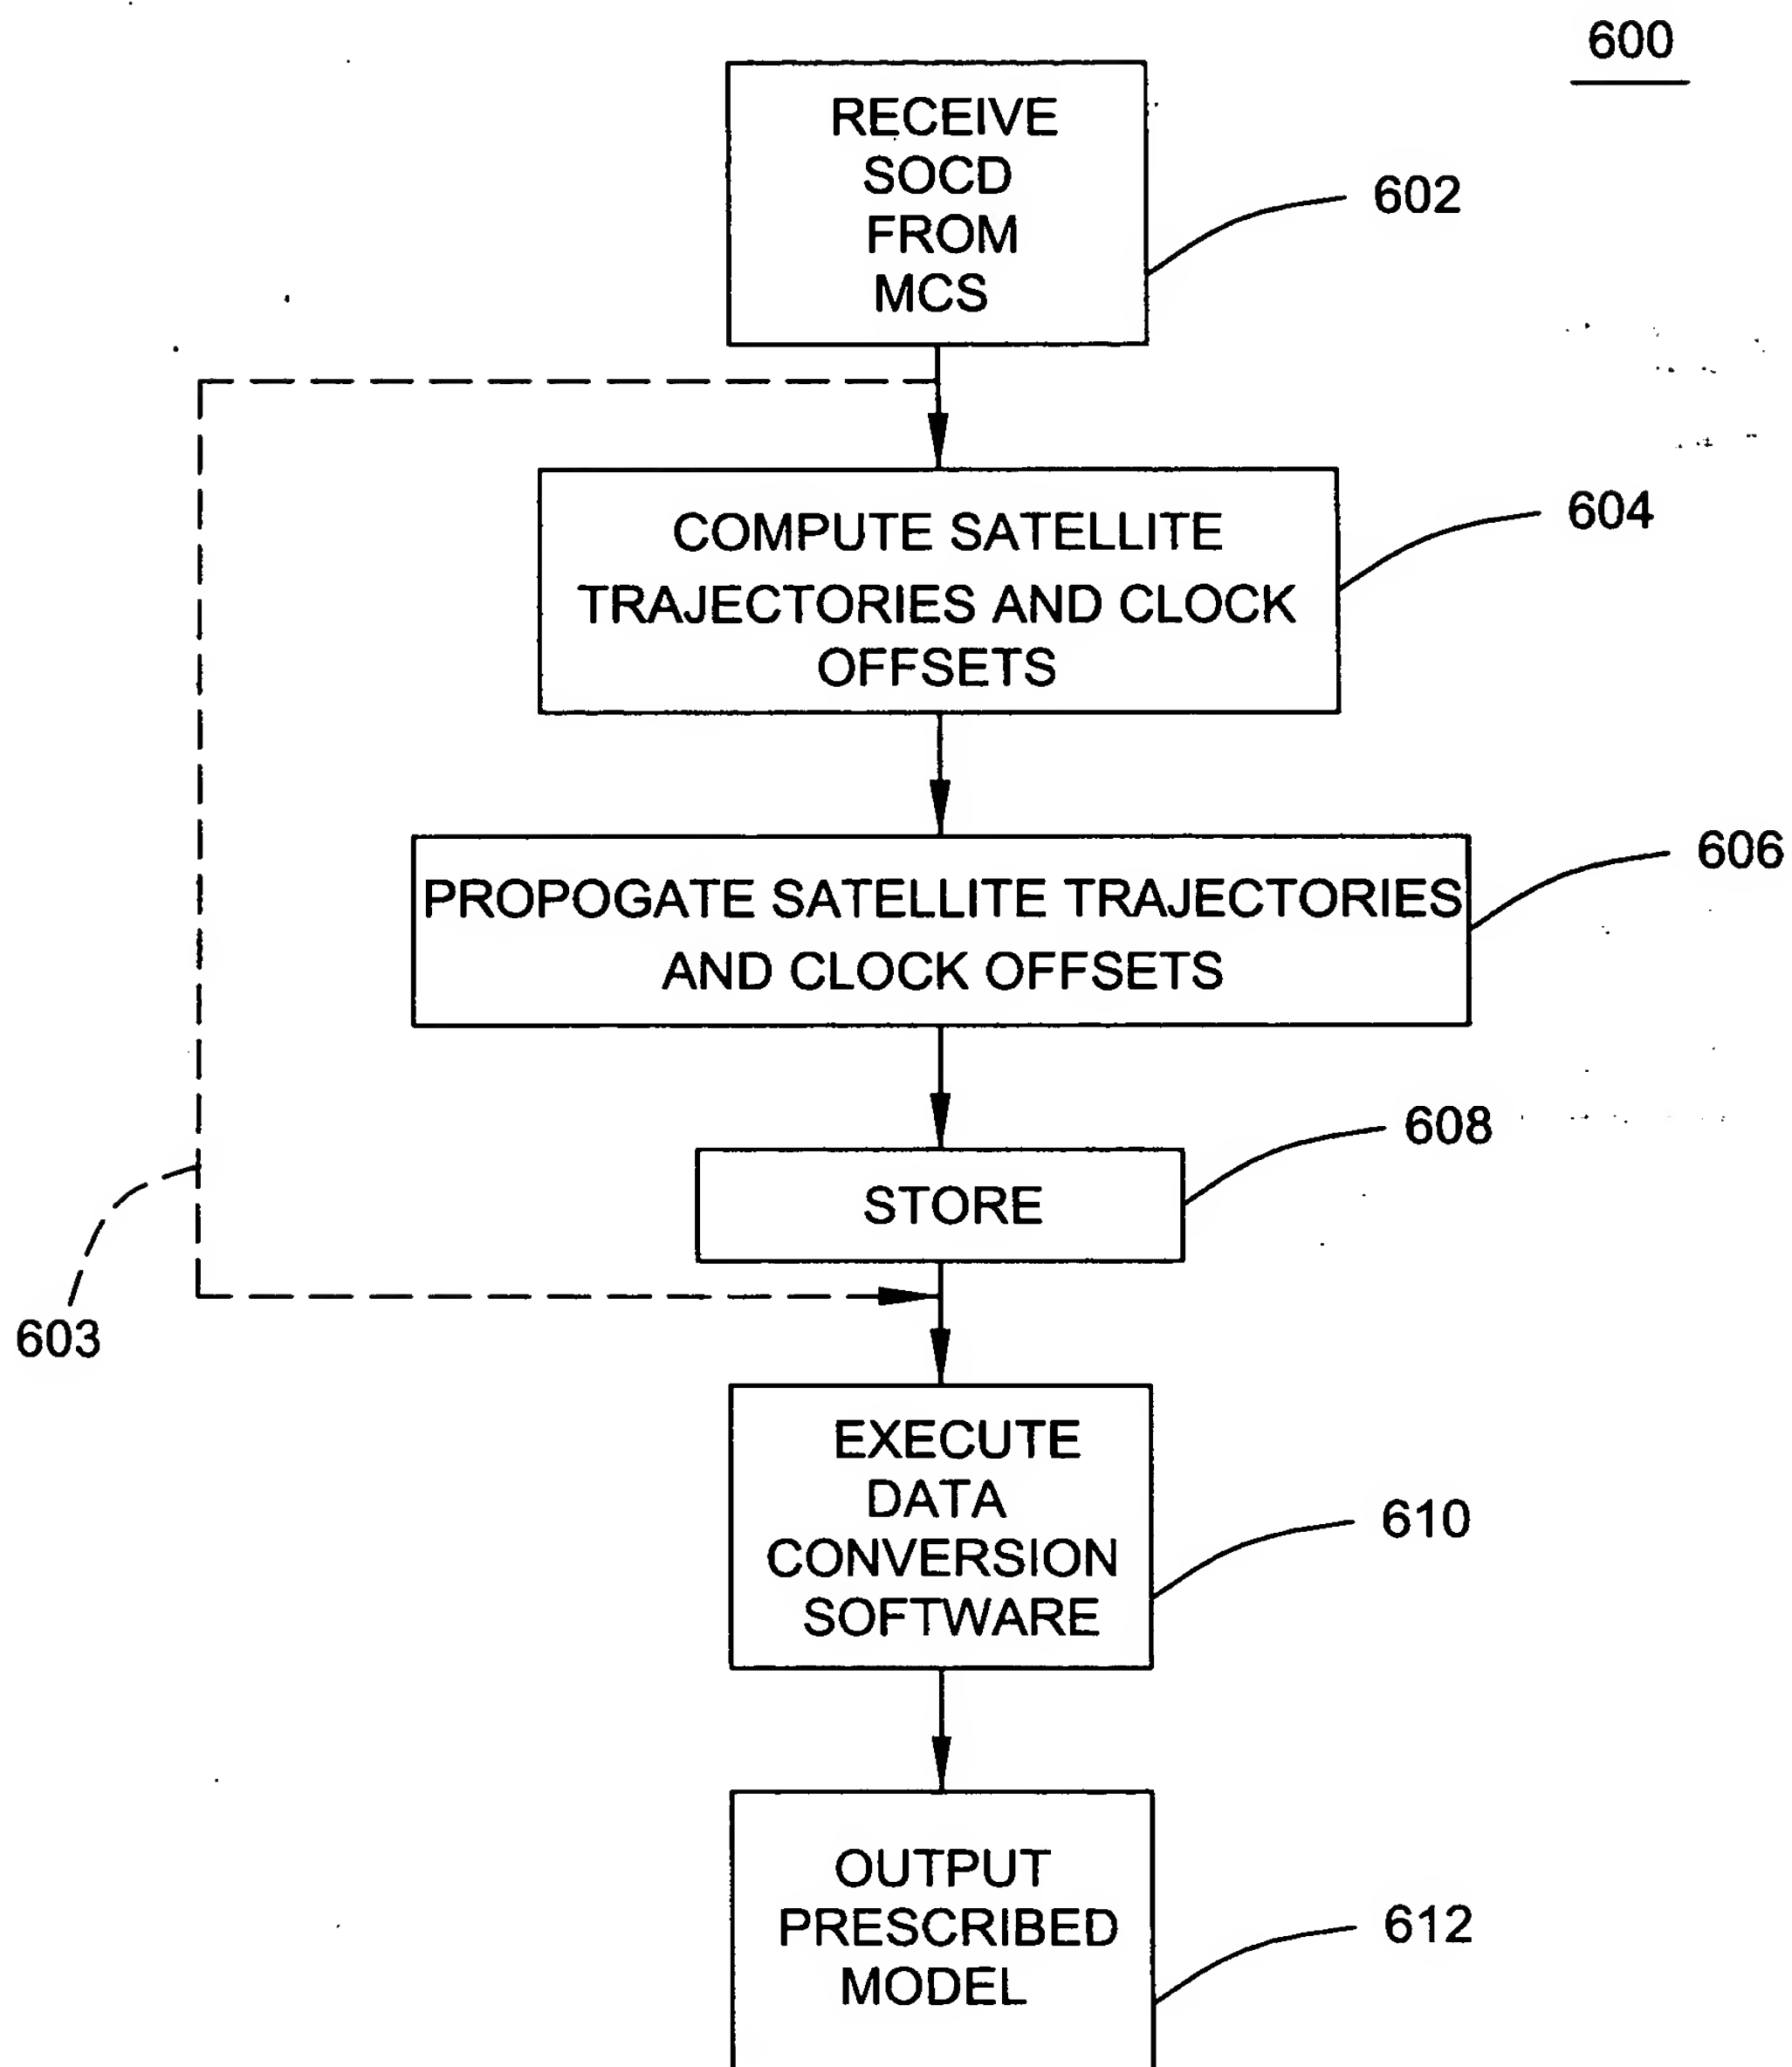 600
RECEIVE
SOCD
FROM
MCS
602
COMPUTE SATELLITE
TRAJECTORIES AND CLOCK
OFFSETS
604
PROPOGATE SATELLITE TRAJECTORIES
AND CLOCK OFFSETS
606
STORE
608
603
EXECUTE
DATA
CONVERSION
SOFTWARE
610
OUTPUT
PRESCRIBED
MODEL
612